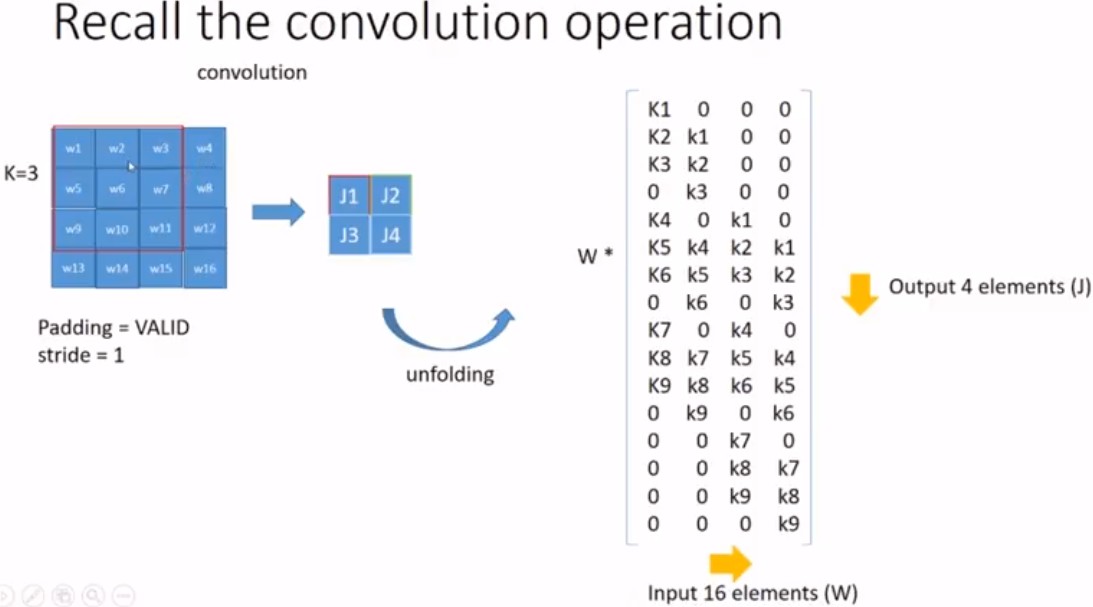 Recall the convolution operation
convolution
K=3
w1 w2 w3 w4
w5 w6 w7 w8
w9 w10 w11 w12
w13 w14 w15 w16
Padding = VALID
stride = 1
J1 J2
J3 J4
unfolding
W *
K1 0 0 0
K2 k1 0 0
K3 k2 0 0
0 k3 0 0
K4 0 k1 0
K5 k4 k2 k1
K6 k5 k3 k2
0 k6 0 k3
K7 0 k4 0
K8 k7 k5 k4
K9 k8 k6 k5
0 k9 0 k6
0 0 k7 0
0 0 k8 k7
0 0 k9 k8
0 0 0 k9
Output 4 elements (J)
Input 16 elements (W)